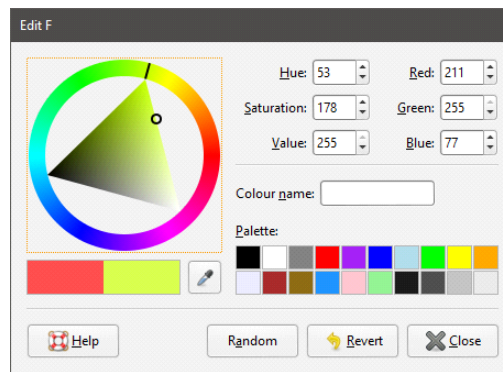 Edit F
Hue: 53 Red: 211
Saturation: 178 Green: 255
Value: 255 Blue: 77
Colour name:
Palette:
Help Random Revert Close